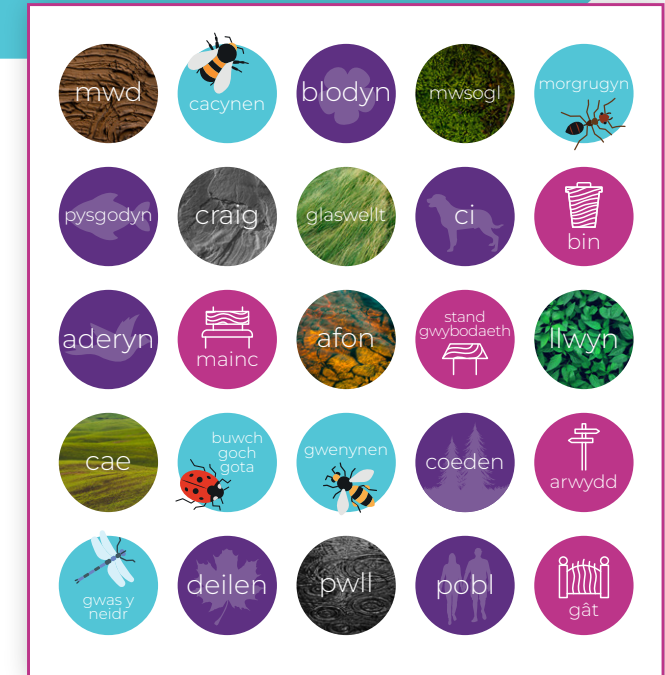 mwd
cacynen
blodyn
mwsogl
morgrugyn
pysgodyn
craig
glaswellt
ci
bin
aderyn
mainc
afon
stand
gwybodaeth
llwyn
cae
buwch
goch
gota
gwenynen
coeden
arwydd
gwas y
neidr
deilen
pwll
pobl
gât